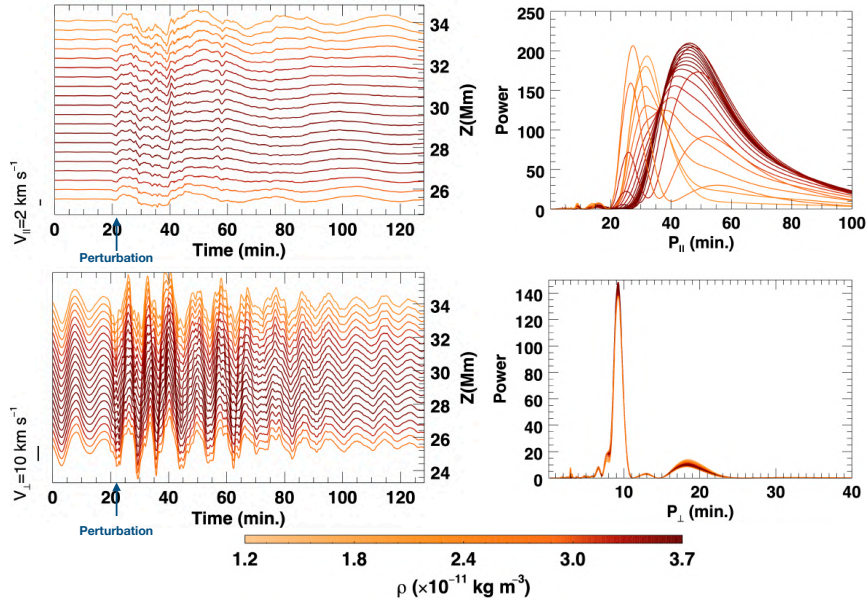 34
32
30
28
26
Z(Mm)
V∥=2 km s⁻¹
0 20 40 60 80 100 120
Time (min.)
Perturbation
250
200
150
100
50
0
Power
0 20 40 60 80 100
P∥ (min.)
34
32
30
28
26
24
Z(Mm)
V⊥=10 km s⁻¹
0 20 40 60 80 100 120
Time (min.)
Perturbation
140
120
100
80
60
40
20
0
Power
10 20 30 40
P⊥ (min.)
1.2 1.8 2.4 3.0 3.7
ρ (×10⁻¹¹ kg m⁻³)